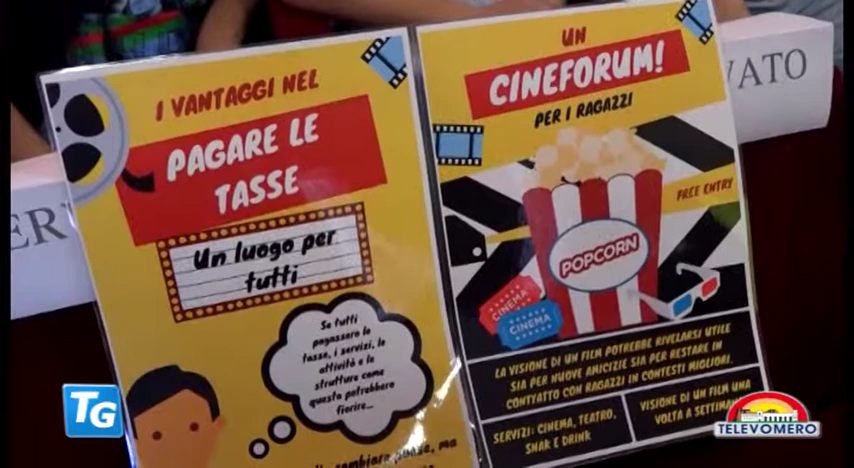 I VANTAGGI NEL
PAGARE LE
TASSE
Un luogo per
tutti
Se tutti
pagassero le
tasse, i servizi, le
attività e le
strutture come
questa potrebbero
fiorire...
ma
UN
CINEFORUM!
PER I RAGAZZI
FREE ENTRY
POPCORN
CINEMA
CINEMA
LA VISIONE DI UN FILM POTREBBE RIVELARSI UTILE
SIA PER NUOVE AMICIZIE SIA PER RESTARE IN
CONTATTO CON RAGAZZI IN CONTESTI MIGLIORI.
SERVIZI: CINEMA, TEATRO,
SNAK E DRINK
VISIONE DI UN FILM UNA
VOLTA A
VATO
ER
TG
TELEVOMERO